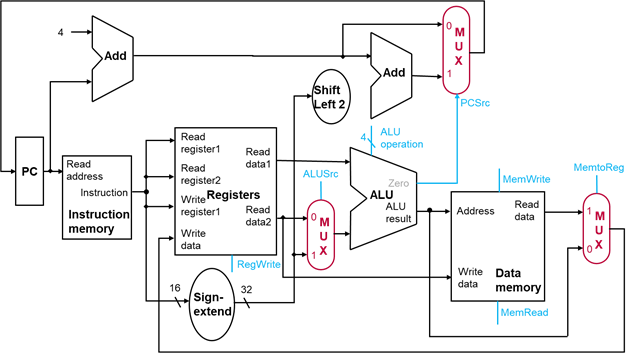 4
Add
Add
0
M
U
X
1
Shift
Left 2
PCSrc
4
ALU
operation
PC
Read
address
Instruction
Instruction
memory
Read
register1
Read
register2
Write
register1
Write
data
Registers
Read
data1
Read
data2
RegWrite
ALUSrc
0
M
U
X
1
Zero
ALU
ALU
result
MemWrite
Address
Read
data
Write
data
Data
memory
MemRead
MemtoReg
1
M
U
X
0
16
Sign-
extend
32